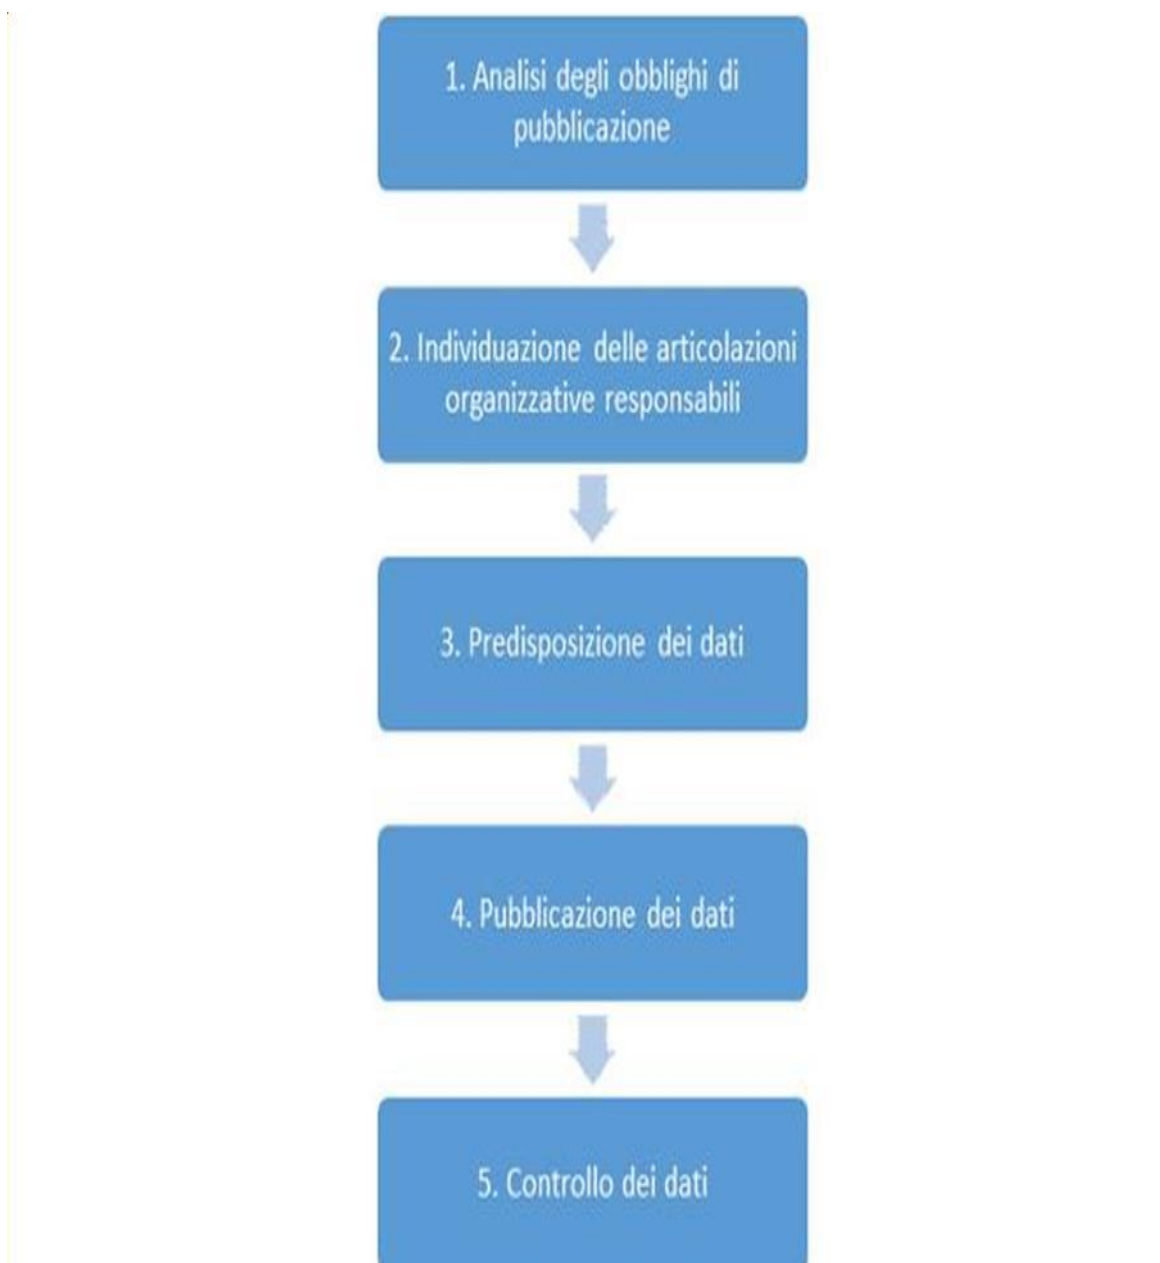 1. Analisi degli obblighi di
pubblicazione
2. Individuazione delle articolazioni
organizzative responsabili
3. Predisposizione dei dati
4. Pubblicazione dei dati
5. Controllo dei dati